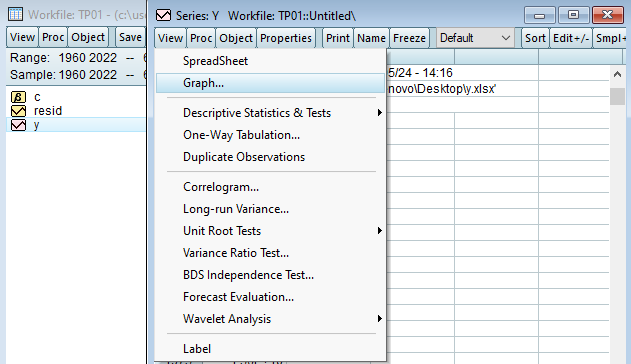 Workfile: TP01 - (c:\use
View Proc Object Save
Range: 1960 2022 -- 6
Sample: 1960 2022 -- 6
β c
resid
y
Series: Y Workfile: TP01::Untitled\
View Proc Object Properties Print Name Freeze Default Sort Edit+/- Smpl+
SpreadSheet
Graph...
Descriptive Statistics & Tests
One-Way Tabulation...
Duplicate Observations
Correlogram...
Long-run Variance...
Unit Root Tests
Variance Ratio Test...
BDS Independence Test...
Forecast Evaluation...
Wavelet Analysis
Label
5/24 - 14:16
novo\Desktop\y.xlsx'